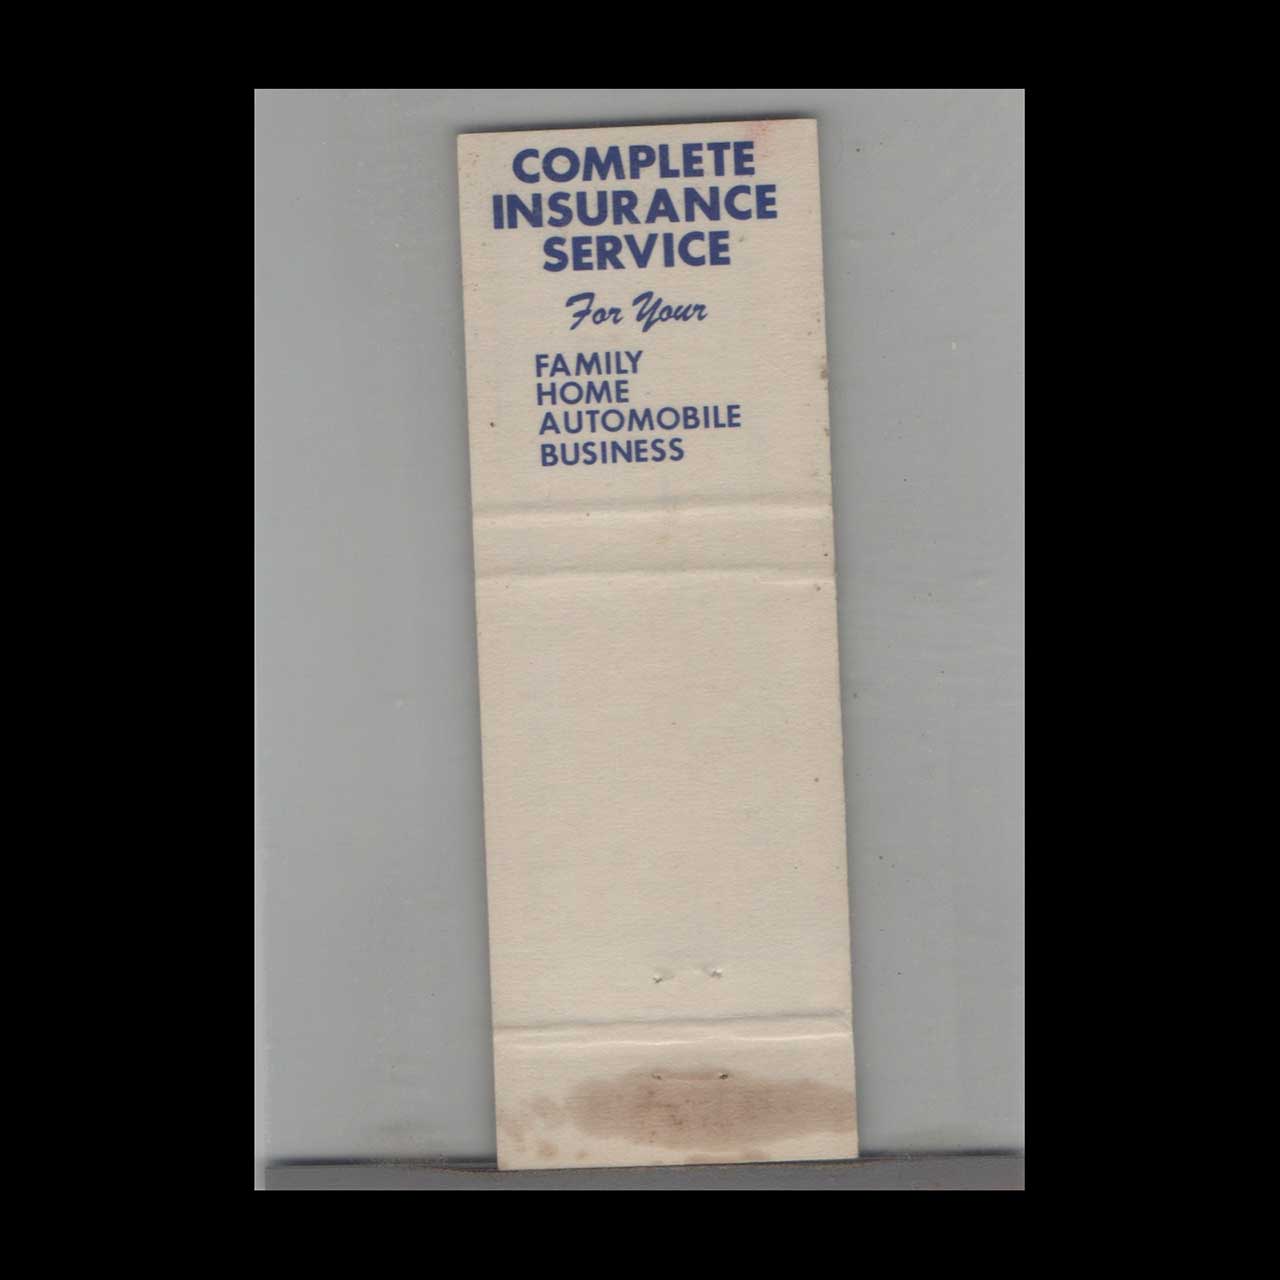 COMPLETE
INSURANCE
SERVICE
For Your
FAMILY
HOME
AUTOMOBILE
BUSINESS